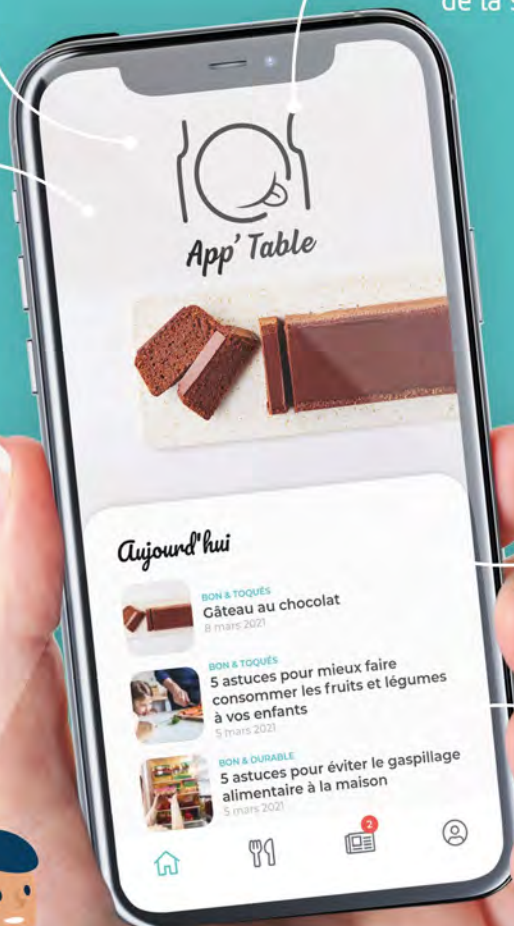 de la
App' Table
Aujourd'hui
BON & TOQUÉS
Gâteau au chocolat
8 mars 2021
BON & TOQUÉS
5 astuces pour mieux faire
consommer les fruits et légumes
à vos enfants
5 mars 2021
BON & DURABLE
5 astuces pour éviter le gaspillage
alimentaire à la maison
5 mars 2021
2